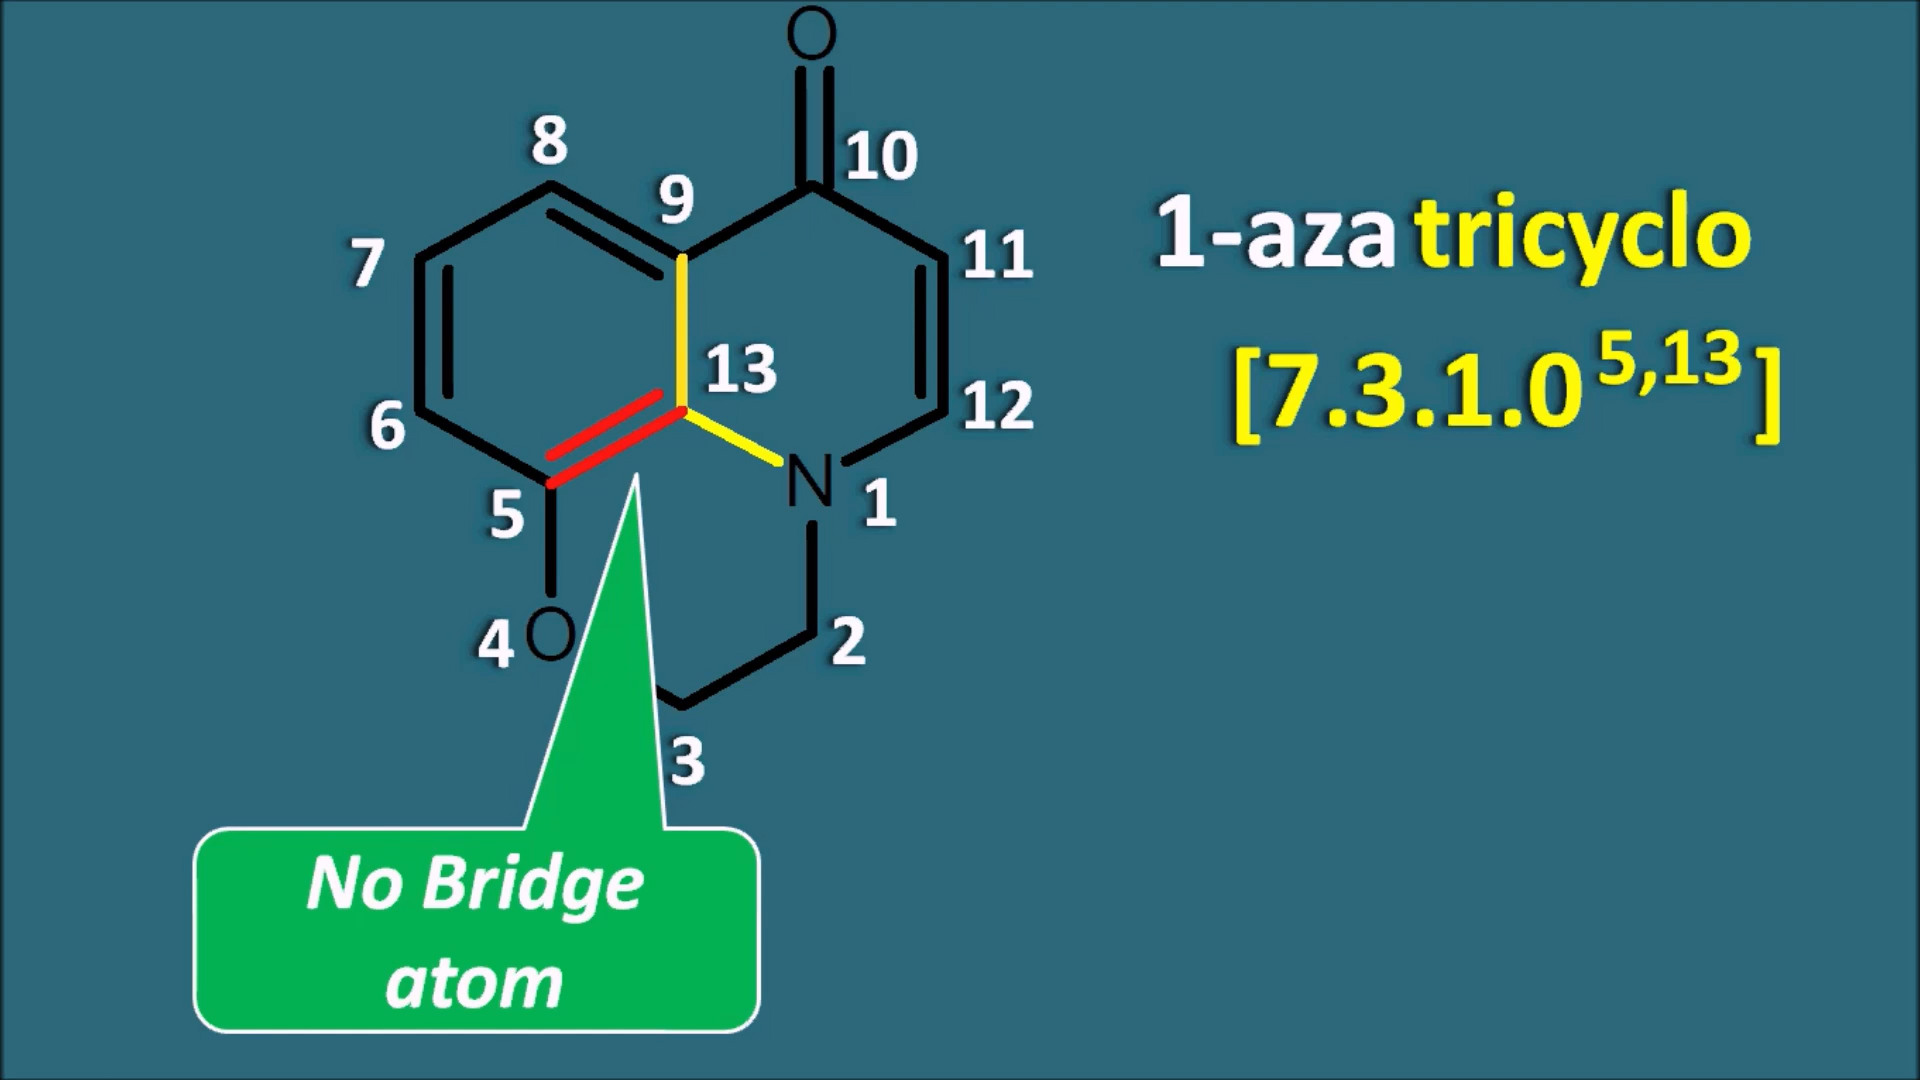 O
8
10
9
1-aza tricyclo
7
11
[7.3.1.0^5,13]
13
6
12
N
5
1
4 O
2
3
No Bridge
atom